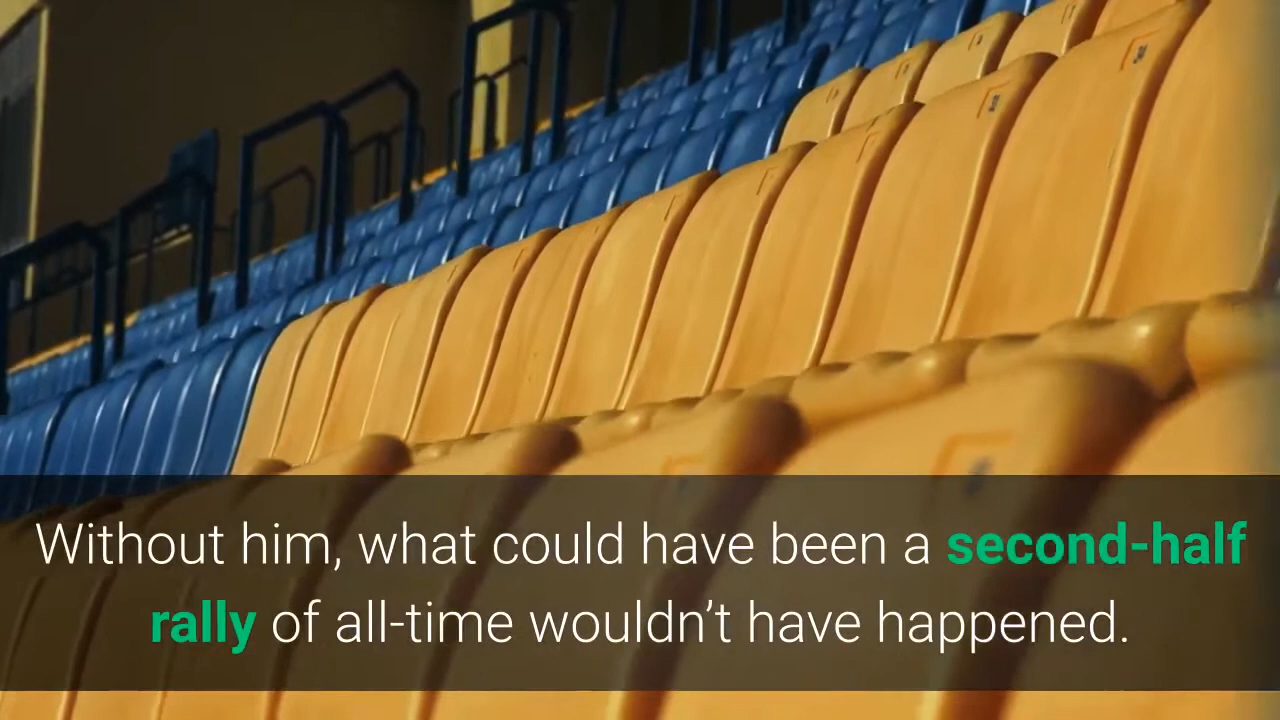 Without him, what could have been a second-half
rally of all-time wouldn’t have happened.